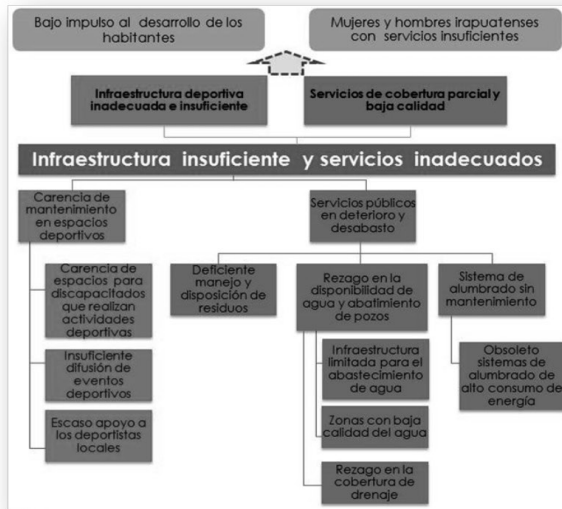 Bajo impulso al desarrollo de los
habitantes
Mujeres y hombres irapuatenses
con servicios insuficientes
Infraestructura deportiva
inadecuada e insuficiente
Servicios de cobertura parcial y
baja calidad
Infraestructura insuficiente y servicios inadecuados
Carencia de
mantenimiento
en espacios
deportivos
Carencia de
espacios para
discapacitados
que realizan
actividades
deportivas
Insuficiente
difusión de
eventos
deportivos
Escaso apoyo a
los deportistas
locales
Servicios públicos
en deterioro y
desabasto
Deficiente
manejo y
disposición de
residuos
Rezago en la
disponibilidad de
agua y abatimiento
de pozos
Infraestructura
limitada para el
abastecimiento
de agua
Zonas con baja
calidad del agua
Rezago en la
cobertura de
drenaje
Sistema de
alumbrado sin
mantenimiento
Obsoleto
sistemas de
alumbrado de
alto consumo de
energía